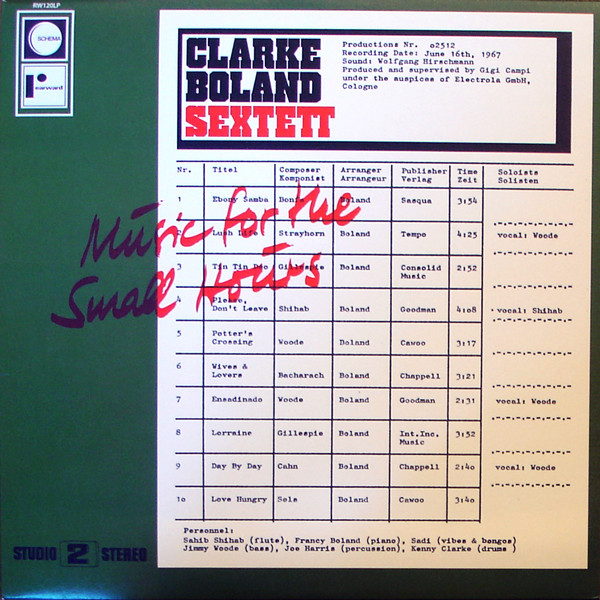 RW120LP
SCHEMA
rearward
CLARKE
BOLAND
SEXTETT
Productions Nr. o2512
Recording Date: June 16th, 1967
Sound: Wolfgang Hirschmann
Produced and supervised by Gigi Campi
under the auspices of Electrola GmbH,
Cologne
Music for the
Small Hours
Nr. Titel Composer Komponist Arranger Arrangeur Publisher Verlag Time Zeit Soloists Solisten
1 Ebony Samba Bonfa Boland Sasqua 3:54
2 Lush Life Strayhorn Boland Tempo 4:25 vocal: Woode
3 Tin Tin Deo Gillespie Boland Consolid Music 2:52
4 Please, Don't Leave Shihab Boland Goodman 4:o8 vocal: Shihab
5 Potter's Crossing Woode Boland Cawoo 3:17
6 Wives & Lovers Bacharach Boland Chappell 3:21
7 Ensadinado Woode Boland Goodman 2:31 vocal: Woode
8 Lorraine Gillespie Boland Int.Inc. Music 3:52
9 Day By Day Cahn Boland Chappell 2:4o vocal: Woode
1o Love Hungry Sels Boland Cawoo 3:4o
Personnel:
Sahib Shihab (flute), Francy Boland (piano), Sadi (vibes & bongos)
Jimmy Woode (bass), Joe Harris (percussion), Kenny Clarke (drums )
STUDIO 2 STEREO